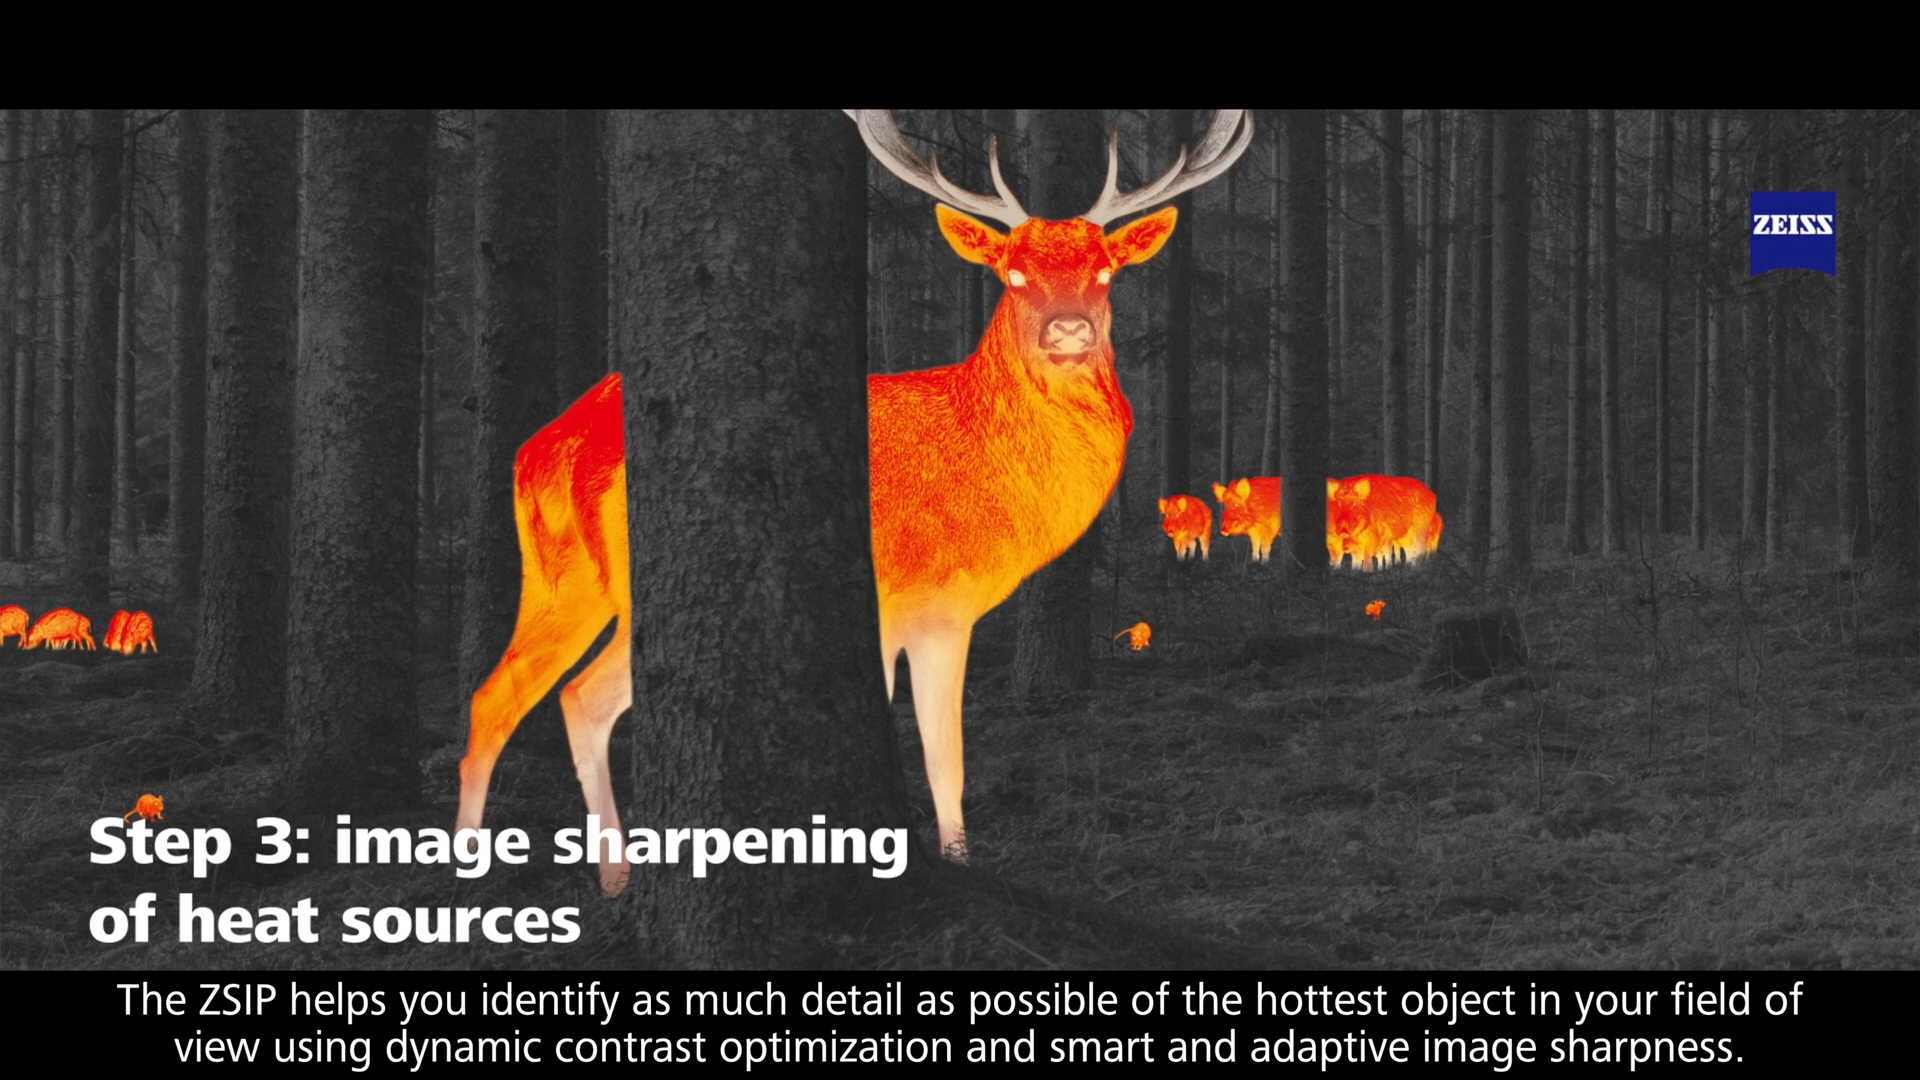 ZEISS
Step 3: image sharpening
of heat sources
The ZSIP helps you identify as much detail as possible of the hottest object in your field of
view using dynamic contrast optimization and smart and adaptive image sharpness.